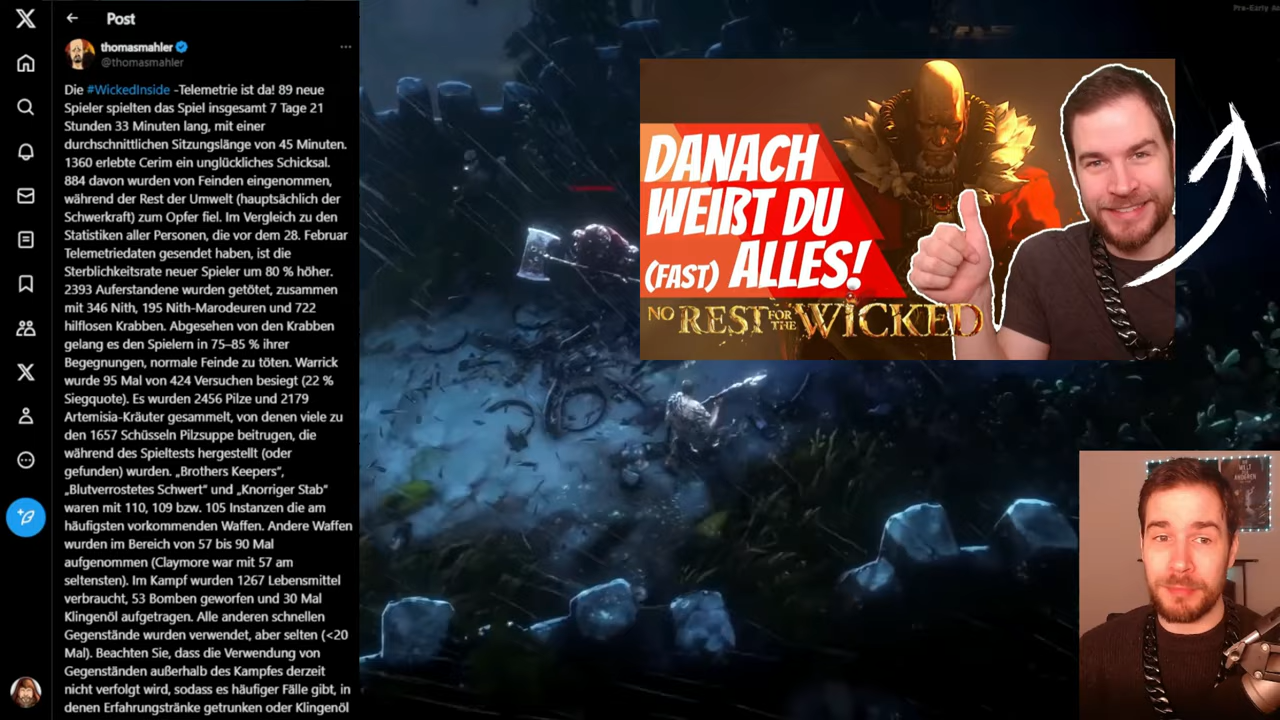 Post
thomasmahler
@thomasmahler
Die #WickedInside -Telemetrie ist da! 89 neue
Spieler spielten das Spiel insgesamt 7 Tage 21
Stunden 33 Minuten lang, mit einer
durchschnittlichen Sitzungslänge von 45 Minuten.
1360 erlebte Cerim ein unglückliches Schicksal.
884 davon wurden von Feinden eingenommen,
während der Rest der Umwelt (hauptsächlich der
Schwerkraft) zum Opfer fiel. Im Vergleich zu den
Statistiken aller Personen, die vor dem 28. Februar
Telemetriedaten gesendet haben, ist die
Sterblichkeitsrate neuer Spieler um 80 % höher.
2393 Auferstandene wurden getötet, zusammen
mit 346 Nith, 195 Nith-Marodeuren und 722
hilflosen Krabben. Abgesehen von den Krabben
gelang es den Spielern in 75–85 % ihrer
Begegnungen, normale Feinde zu töten. Warrick
wurde 95 Mal von 424 Versuchen besiegt (22 %
Siegquote). Es wurden 2456 Pilze und 2179
Artemisia-Kräuter gesammelt, von denen viele zu
den 1657 Schüsseln Pilzsuppe beitrugen, die
während des Spieltests hergestellt (oder
gefunden) wurden. „Brothers Keepers“,
„Blutverrostetes Schwert“ und „Knorriger Stab“
waren mit 110, 109 bzw. 105 Instanzen die am
häufigsten vorkommenden Waffen. Andere Waffen
wurden im Bereich von 57 bis 90 Mal
aufgenommen (Claymore war mit 57 am
seltensten). Im Kampf wurden 1267 Lebensmittel
verbraucht, 53 Bomben geworfen und 30 Mal
Klingenöl aufgetragen. Alle anderen schnellen
Gegenstände wurden verwendet, aber selten (<20
Mal). Beachten Sie, dass die Verwendung von
Gegenständen außerhalb des Kampfes derzeit
nicht verfolgt wird, sodass es häufiger Fälle gibt, in
denen Erfahrungstränke getrunken oder Klingenöl
DANACH
WEIßT DU
(FAST) ALLES!
NO REST FOR THE WICKED
Pre-Early